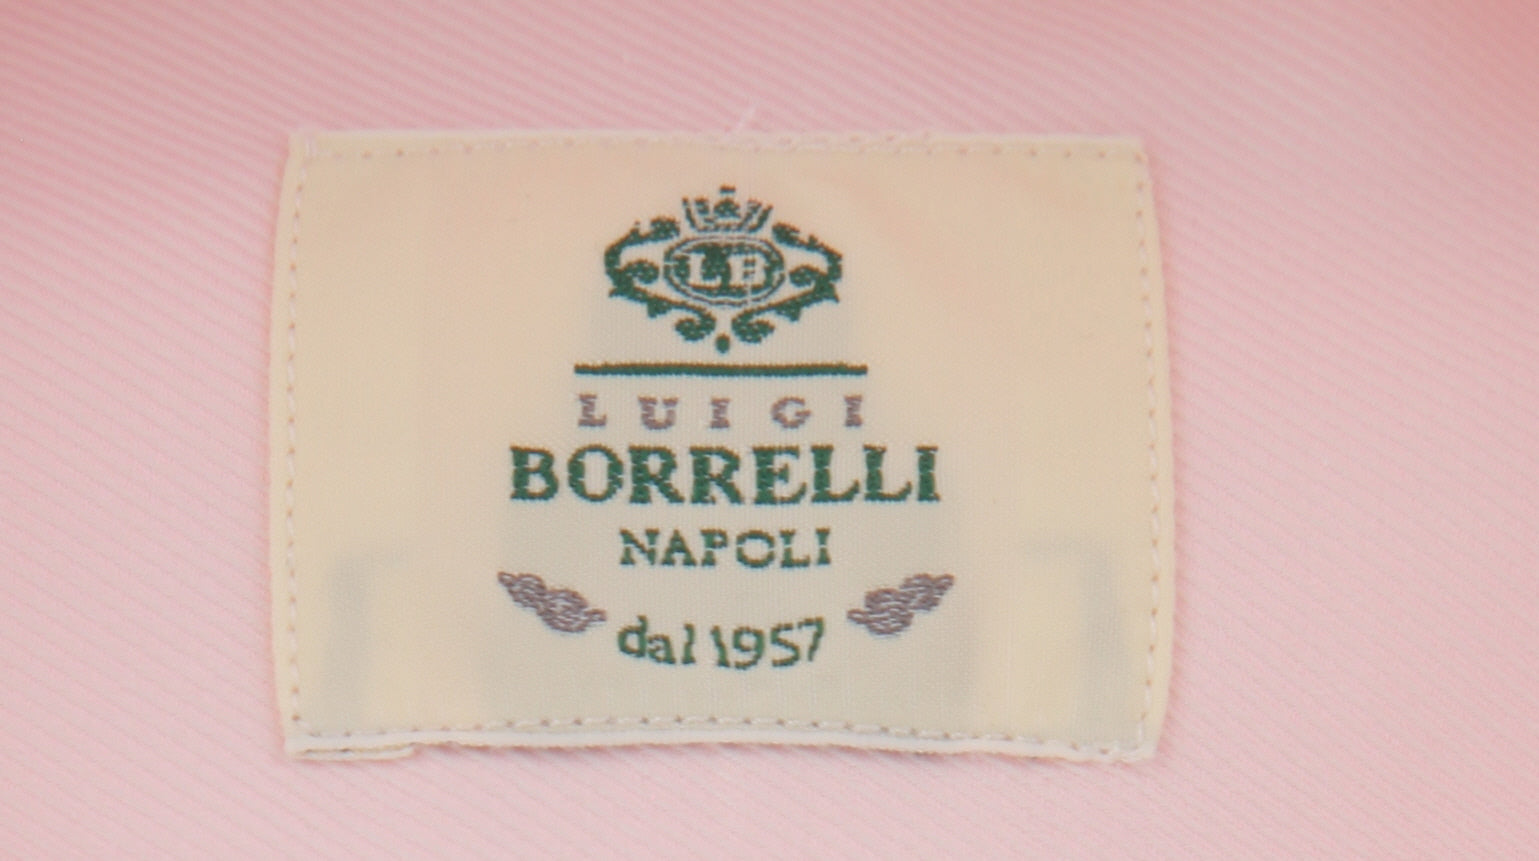 LB
LUIGI
BORRELLI
NAPOLI
dal 1957